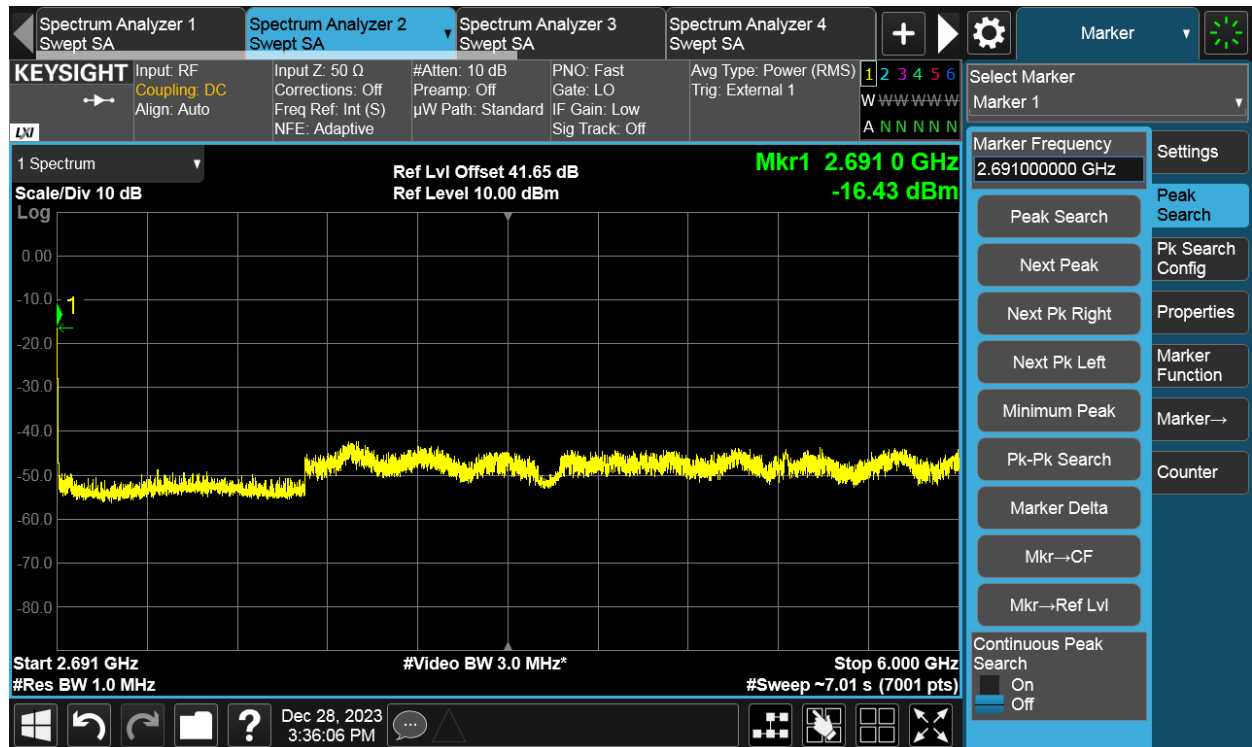 Spectrum Analyzer 1
Swept SA
Spectrum Analyzer 2
Swept SA
Spectrum Analyzer 3
Swept SA
Spectrum Analyzer 4
Swept SA
+
Marker
KEYSIGHT
LXI
Input: RF
Coupling: DC
Align: Auto
Input Z: 50 Ω
Corrections: Off
Freq Ref: Int (S)
NFE: Adaptive
#Atten: 10 dB
Preamp: Off
µW Path: Standard
PNO: Fast
Gate: LO
IF Gain: Low
Sig Track: Off
Avg Type: Power (RMS)
Trig: External 1
1 2 3 4 5 6
W W W W W W
A N N N N N
1 Spectrum
Scale/Div 10 dB
Log
Ref Lvl Offset 41.65 dB
Ref Level 10.00 dBm
Mkr1 2.691 0 GHz
-16.43 dBm
0.00
-10.0
-20.0
-30.0
-40.0
-50.0
-60.0
-70.0
-80.0
1
Start 2.691 GHz
#Res BW 1.0 MHz
#Video BW 3.0 MHz*
Stop 6.000 GHz
#Sweep ~7.01 s (7001 pts)
Select Marker
Marker 1
Marker Frequency
2.691000000 GHz
Peak Search
Next Peak
Next Pk Right
Next Pk Left
Minimum Peak
Pk-Pk Search
Marker Delta
Mkr→CF
Mkr→Ref Lvl
Continuous Peak
Search
On
Off
Settings
Peak
Search
Pk Search
Config
Properties
Marker
Function
Marker→
Counter
?
Dec 28, 2023
3:36:06 PM